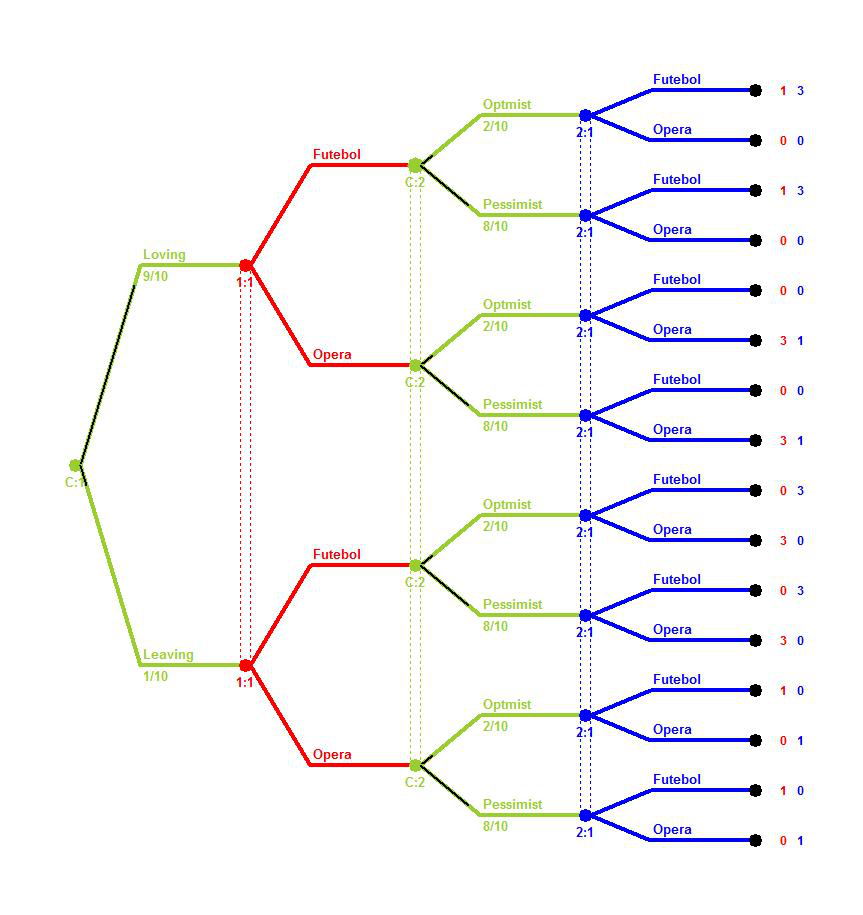 Futebol
1 3
Optmist
2/10
2:1
Opera
0 0
Futebol
C:2
Futebol
1 3
Pessimist
8/10
2:1
Opera
0 0
Loving
9/10
1:1
Futebol
0 0
Optmist
2/10
2:1
Opera
3 1
Opera
C:2
Futebol
0 0
Pessimist
8/10
2:1
Opera
3 1
C:1
Futebol
0 3
Optmist
2/10
2:1
Opera
3 0
Futebol
C:2
Futebol
0 3
Pessimist
8/10
2:1
Opera
3 0
Leaving
1/10
1:1
Futebol
1 0
Optmist
2/10
2:1
Opera
0 1
Opera
C:2
Futebol
1 0
Pessimist
8/10
2:1
Opera
0 1